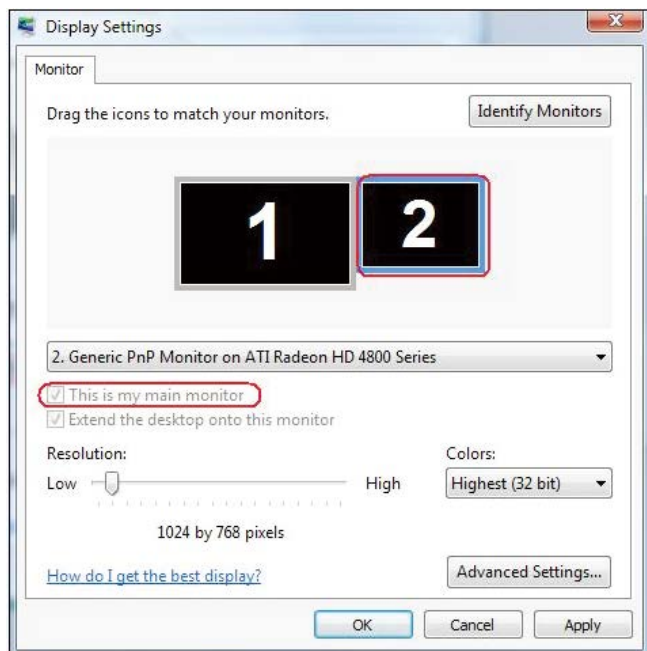 Display Settings
Monitor
Drag the icons to match your monitors.
Identify Monitors
1
2
2. Generic PnP Monitor on ATI Radeon HD 4800 Series
This is my main monitor
Extend the desktop onto this monitor
Resolution:
Colors:
Low
High
Highest (32 bit)
1024 by 768 pixels
How do I get the best display?
Advanced Settings...
OK
Cancel
Apply